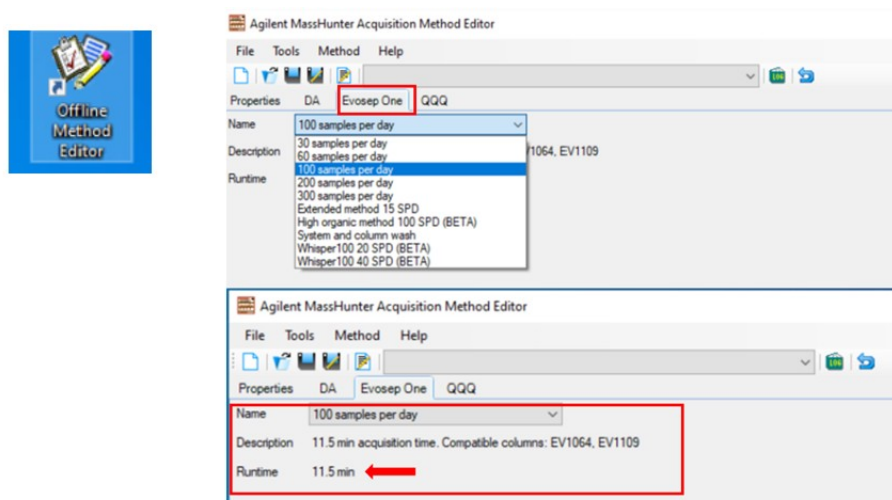 Offline
Method
Editor
Agilent MassHunter Acquisition Method Editor
File Tools Method Help
Properties DA Evosep One QQQ
Name 100 samples per day
30 samples per day
60 samples per day
Description /1064, EV1109
100 samples per day
Runtime
200 samples per day
300 samples per day
Extended method 15 SPD
High organic method 100 SPD (BETA)
System and column wash
Whisper100 20 SPD (BETA)
Whisper100 40 SPD (BETA)
Agilent MassHunter Acquisition Method Editor
File Tools Method Help
Properties DA Evosep One QQQ
Name 100 samples per day
Description 11.5 min acquisition time. Compatible columns: EV1064, EV1109
Runtime 11.5 min